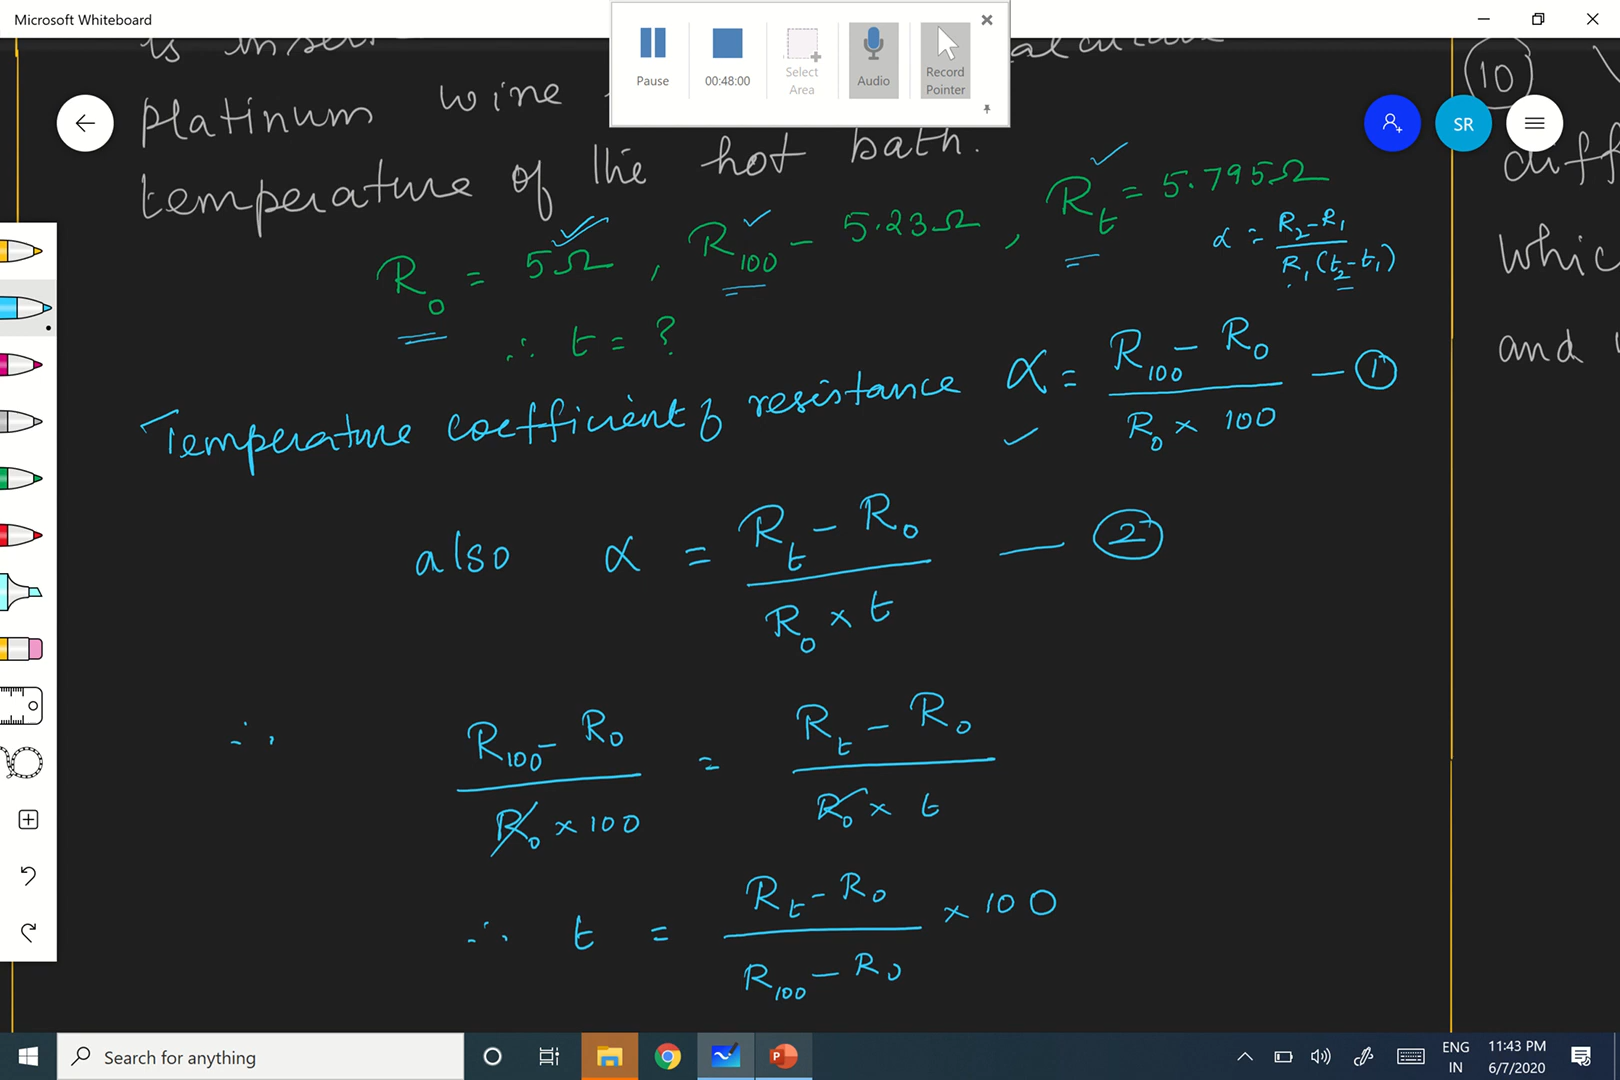 Microsoft Whiteboard
Pause
00:48:00
Select Area
Audio
Record Pointer
SR
is
platinum wire
temperature of the hot bath.
R₀ = 5Ω, R₁₀₀ – 5.23Ω, Rₜ = 5.795Ω
α = R₂ – R₁ / R₁ (t₂ – t₁)
∴ t = ?
Temperature coefficient of resistance α = R₁₀₀ – R₀ / R₀ × 100 — ①
also α = Rₜ – R₀ / R₀ × t — ②
∴ R₁₀₀ – R₀ / R₀ × 100 = Rₜ – R₀ / R₀ × t
∴ t = Rₜ – R₀ / R₁₀₀ – R₀ × 100
⑩
diff
whic
and
Search for anything
ENG
IN
11:43 PM
6/7/2020